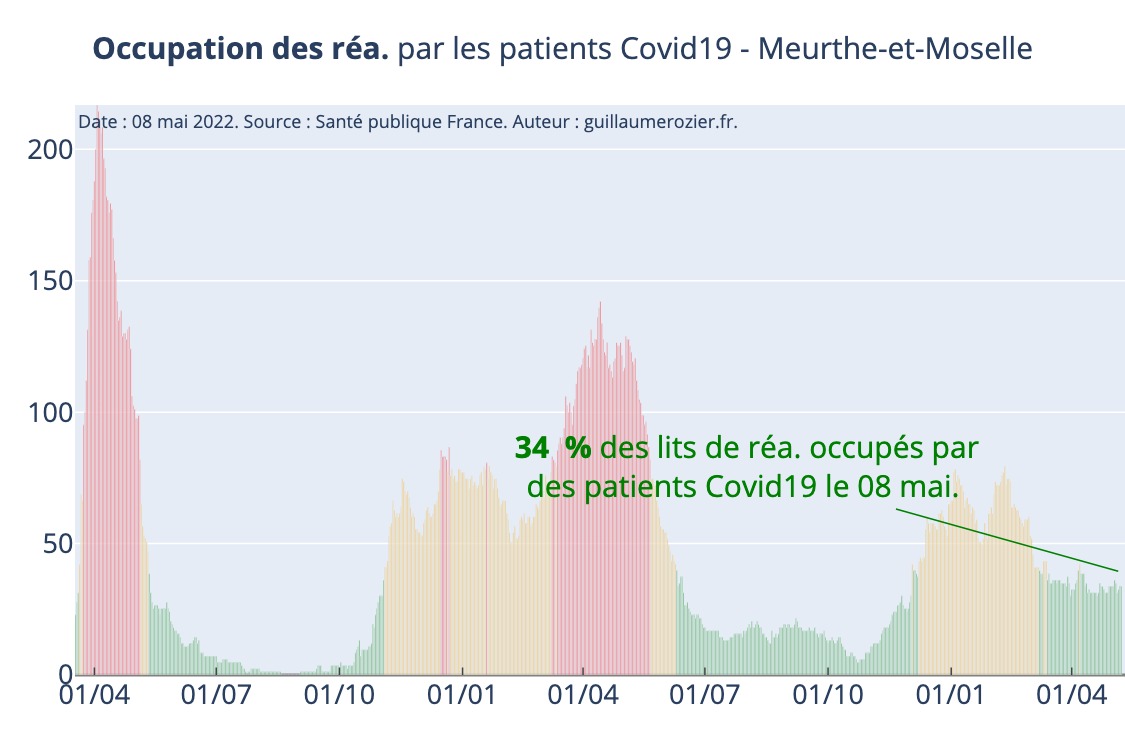 Occupation des réa. par les patients Covid19 - Meurthe-et-Moselle
Date : 08 mai 2022. Source : Santé publique France. Auteur : guillaumerozier.fr.
200
150
100
50
0
34 % des lits de réa. occupés par
des patients Covid19 le 08 mai.
01/04 01/07 01/10 01/01 01/04 01/07 01/10 01/01 01/04